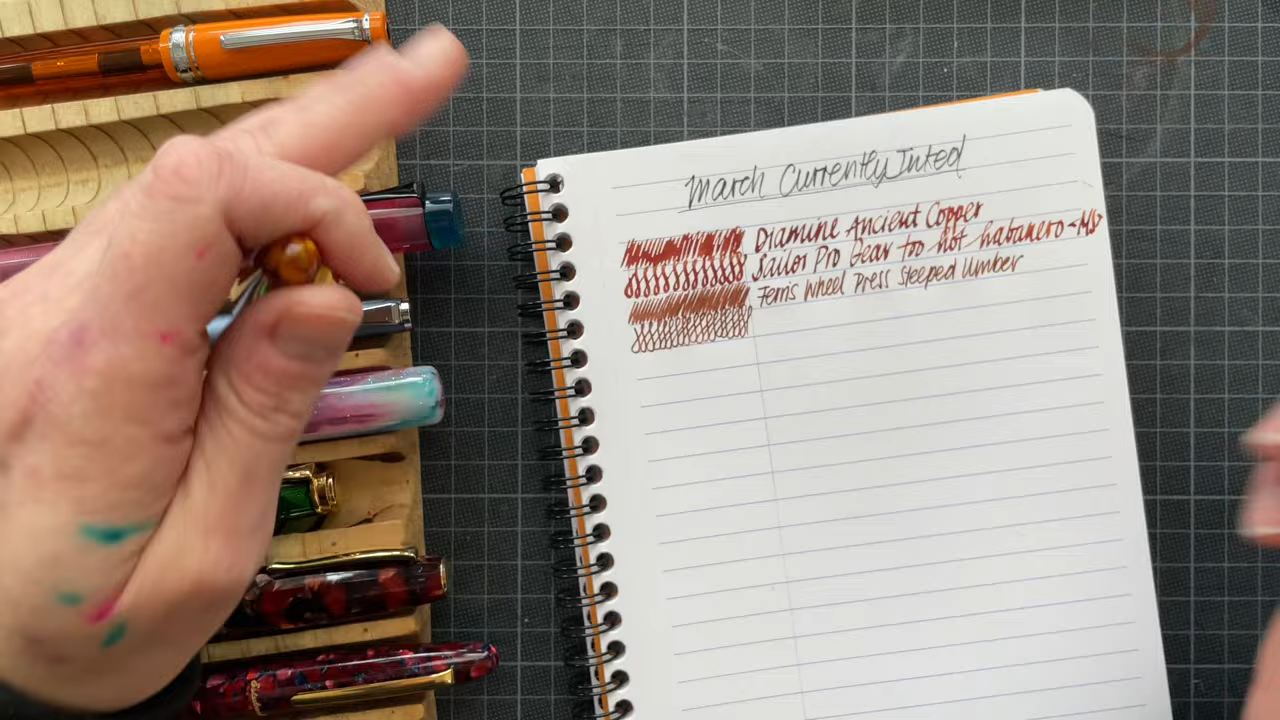 March Currently Inked
Diamine Ancient Copper
Sailor Pro Gear too hot habanero - MS
Ferris Wheel Press Steeped Umber